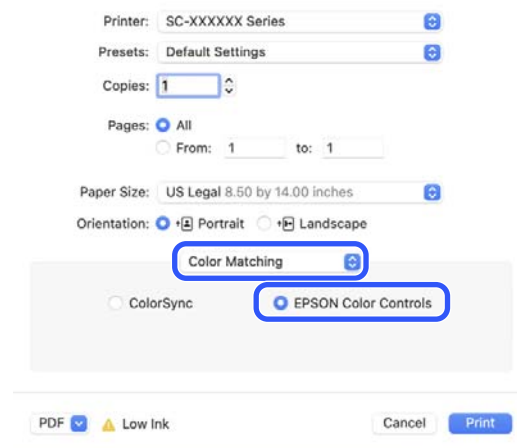 Printer: SC-XXXXXX Series
Presets: Default Settings
Copies: 1
Pages: All
From: 1 to: 1
Paper Size: US Legal 8.50 by 14.00 inches
Orientation: Portrait Landscape
Color Matching
ColorSync EPSON Color Controls
PDF Low Ink Cancel Print